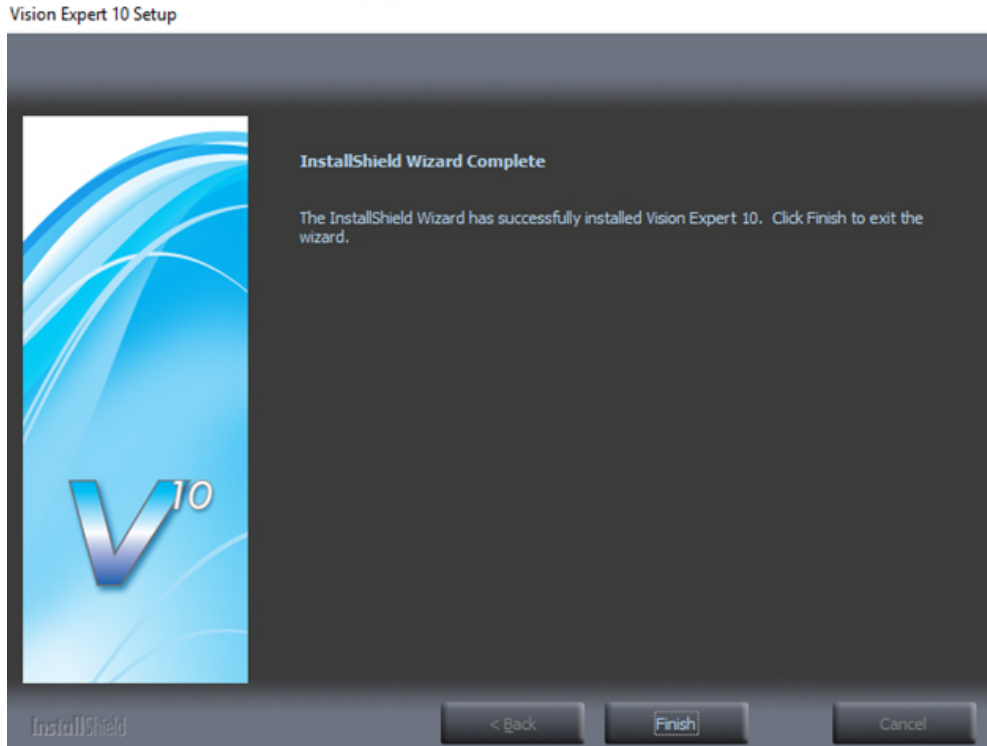 Vision Expert 10 Setup
InstallShield Wizard Complete
The InstallShield Wizard has successfully installed Vision Expert 10. Click Finish to exit the
wizard.
V10
InstallShield
< Back
Finish
Cancel